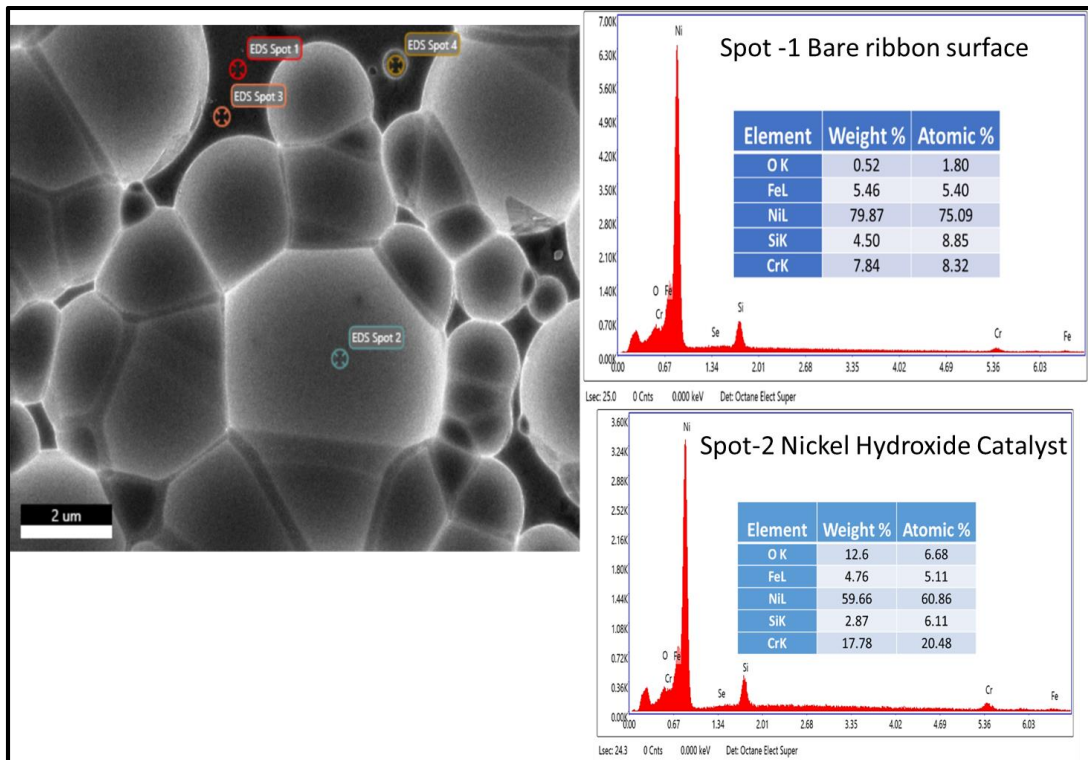 EDS Spot 1
EDS Spot 4
EDS Spot 3
EDS Spot 2
2 um
7.00K
6.30K
5.60K
4.90K
4.20K
3.50K
2.80K
2.10K
1.40K
0.70K
0.00K
Ni
Spot -1 Bare ribbon surface
Element Weight % Atomic %
O K 0.52 1.80
FeL 5.46 5.40
NiL 79.87 75.09
SiK 4.50 8.85
CrK 7.84 8.32
O Fe
Cr
Se
Si
Cr
Fe
0.00 0.67 1.34 2.01 2.68 3.35 4.02 4.69 5.36 6.03
Lsec: 25.0 0 Cnts 0.000 keV Det: Octane Elect Super
3.60K
3.24K
2.88K
2.52K
2.16K
1.80K
1.44K
1.08K
0.72K
0.36K
0.00K
Ni
Spot-2 Nickel Hydroxide Catalyst
Element Weight % Atomic %
O K 12.6 6.68
FeL 4.76 5.11
NiL 59.66 60.86
SiK 2.87 6.11
CrK 17.78 20.48
O Fe
Cr
Se
Si
Cr
Fe
0.00 0.67 1.34 2.01 2.68 3.35 4.02 4.69 5.36 6.03
Lsec: 24.3 0 Cnts 0.000 keV Det: Octane Elect Super